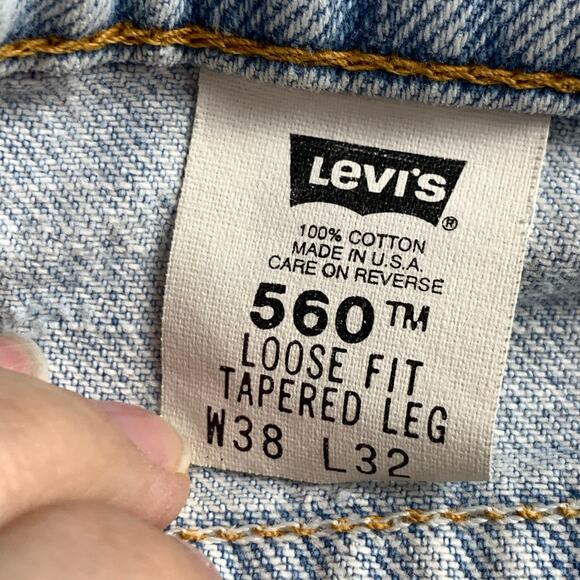 Levi's ®
100% COTTON
MADE IN U.S.A.
CARE ON REVERSE
560™
LOOSE FIT
TAPERED LEG
W38 L32